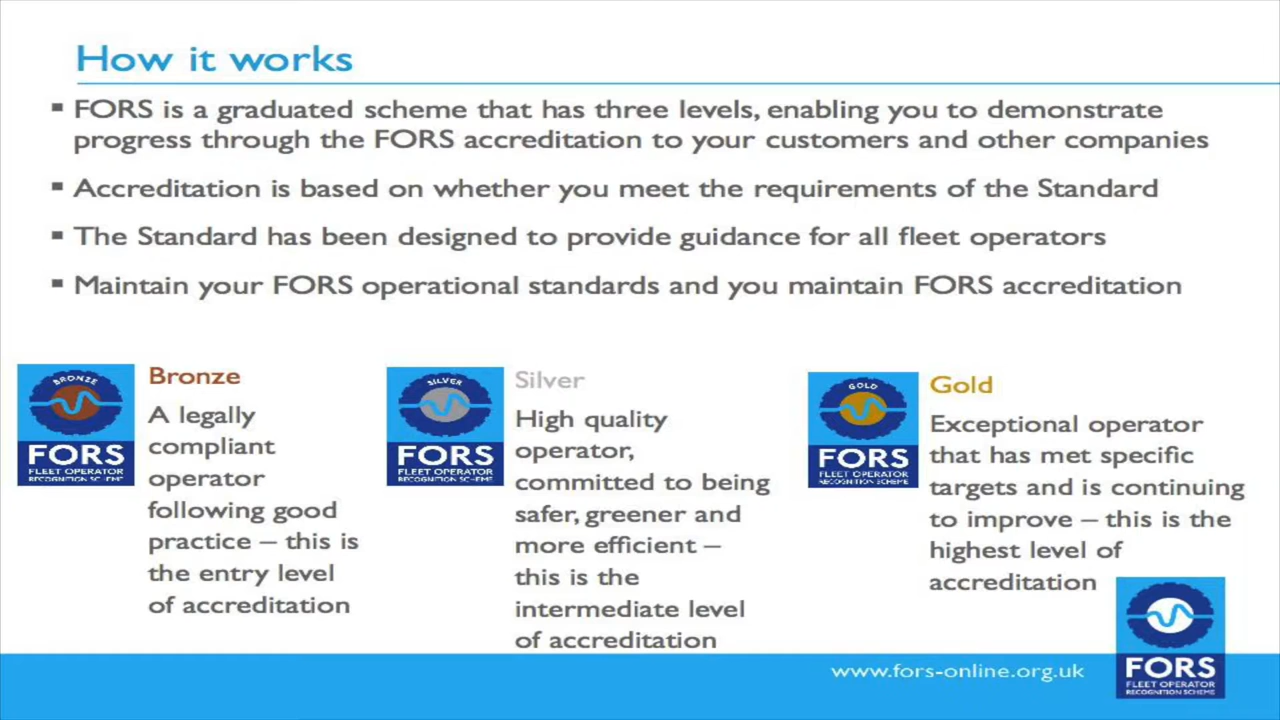 How it works
▪ FORS is a graduated scheme that has three levels, enabling you to demonstrate
progress through the FORS accreditation to your customers and other companies
▪ Accreditation is based on whether you meet the requirements of the Standard
▪ The Standard has been designed to provide guidance for all fleet operators
▪ Maintain your FORS operational standards and you maintain FORS accreditation
BRONZE
FORS
FLEET OPERATOR
RECOGNITION SCHEME
Bronze
A legally
compliant
operator
following good
practice – this is
the entry level
of accreditation
SILVER
FORS
FLEET OPERATOR
RECOGNITION SCHEME
Silver
High quality
operator,
committed to being
safer, greener and
more efficient –
this is the
intermediate level
of accreditation
GOLD
FORS
FLEET OPERATOR
RECOGNITION SCHEME
Gold
Exceptional operator
that has met specific
targets and is continuing
to improve – this is the
highest level of
accreditation
www.fors-online.org.uk
FORS
FLEET OPERATOR
RECOGNITION SCHEME